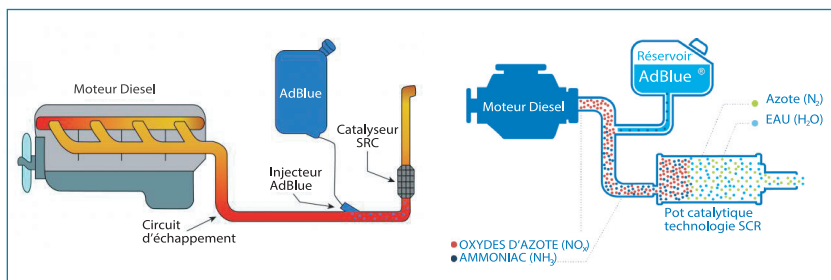 Moteur Diesel
AdBlue
Catalyseur
SRC
Injecteur
AdBlue
Circuit
d'échappement
Réservoir
AdBlue ®
Moteur Diesel
Azote (N₂)
EAU (H₂O)
Pot catalytique
technologie SCR
OXYDES D'AZOTE (NOₓ)
AMMONIAC (NH₃)